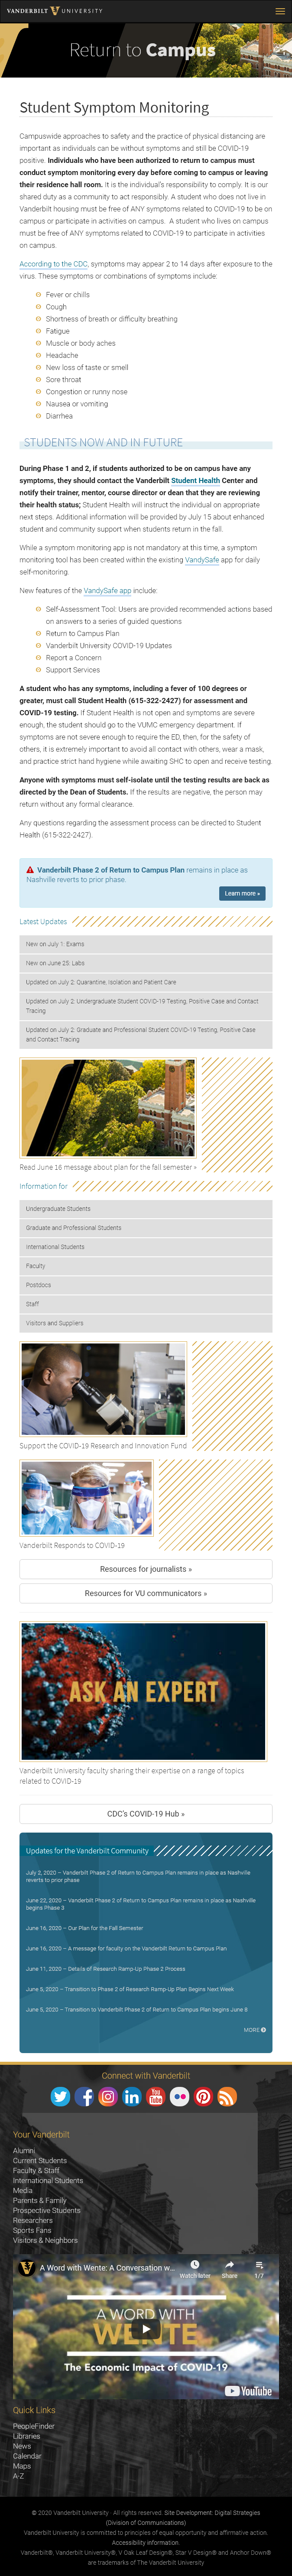 VANDERBILT V UNIVERSITY
Return to Campus
Student Symptom Monitoring
Campuswide approaches to safety and the practice of physical distancing are
important as individuals can be without symptoms and still be COVID-19
positive. Individuals who have been authorized to return to campus must
conduct symptom monitoring every day before coming to campus or leaving
their residence hall room. It is the individual's responsibility to comply. It is our
shared duty as a community to act responsibly. A student who does not live in
Vanderbilt housing must be free of ANY symptoms related to COVID-19 to be on
campus or participate in activities on campus. A student who lives on campus
must be free of ANY symptoms related to COVID-19 to participate in activities
on campus.
According to the CDC, symptoms may appear 2 to 14 days after exposure to the
virus. These symptoms or combinations of symptoms include:
Fever or chills
Cough
Shortness of breath or difficulty breathing
Fatigue
Muscle or body aches
Headache
New loss of taste or smell
Sore throat
Congestion or runny nose
Nausea or vomiting
Diarrhea
STUDENTS NOW AND IN FUTURE
During Phase 1 and 2, if students authorized to be on campus have any
symptoms, they should contact the Vanderbilt Student Health Center and
notify their trainer, mentor, course director or dean that they are reviewing
their health status; Student Health will instruct the individual on appropriate
next steps. Additional information will be provided by July 15 about enhanced
student and community support when students return in the fall.
While a symptom monitoring app is not mandatory at this time, a symptom
monitoring tool has been created within the existing VandySafe app for daily
self-monitoring.
New features of the VandySafe app include:
Self-Assessment Tool: Users are provided recommended actions based
on answers to a series of guided questions
Return to Campus Plan
Vanderbilt University COVID-19 Updates
Report a Concern
Support Services
A student who has any symptoms, including a fever of 100 degrees or
greater, must call Student Health (615-322-2427) for assessment and
COVID-19 testing. If Student Health is not open and symptoms are severe
enough, the student should go to the VUMC emergency department. If
symptoms are not severe enough to require the ED, then, for the safety of
others, it is extremely important to avoid all contact with others, wear a mask,
and practice strict hand hygiene while awaiting SHC to open and receive testing.
Anyone with symptoms must self-isolate until the testing results are back as
directed by the Dean of Students. If the results are negative, the person may
return without any formal clearance.
Any questions regarding the assessment process can be directed to Student
Health (615-322-2427).
Vanderbilt Phase 2 of Return to Campus Plan remains in place as
Nashville reverts to prior phase.
Learn more »
Latest Updates
New on July 1: Exams
New on June 25: Labs
Updated on July 2: Quarantine, Isolation and Patient Care
Updated on July 2: Undergraduate Student COVID-19 Testing, Positive Case and Contact
Tracing
Updated on July 2: Graduate and Professional Student COVID-19 Testing, Positive Case
and Contact Tracing
Read June 16 message about plan for the fall semester »
Information for
Undergraduate Students
Graduate and Professional Students
International Students
Faculty
Postdocs
Staff
Visitors and Suppliers
Support the COVID-19 Research and Innovation Fund
Vanderbilt Responds to COVID-19
Resources for journalists »
Resources for VU communicators »
ASK AN EXPERT
Vanderbilt University faculty sharing their expertise on a range of topics
related to COVID-19
CDC's COVID-19 Hub »
Updates for the Vanderbilt Community
July 2, 2020 – Vanderbilt Phase 2 of Return to Campus Plan remains in place as Nashville
reverts to prior phase
June 22, 2020 – Vanderbilt Phase 2 of Return to Campus Plan remains in place as Nashville
begins Phase 3
June 16, 2020 – Our Plan for the Fall Semester
June 16, 2020 – A message for faculty on the Vanderbilt Return to Campus Plan
June 11, 2020 – Details of Research Ramp-Up Phase 2 Process
June 5, 2020 – Transition to Phase 2 of Research Ramp-Up Plan Begins Next Week
June 5, 2020 – Transition to Vanderbilt Phase 2 of Return to Campus Plan begins June 8
MORE
Connect with Vanderbilt
You Tube
Your Vanderbilt
Alumni
Current Students
Faculty & Staff
International Students
Media
Parents & Family
Prospective Students
Researchers
Sports Fans
Visitors & Neighbors
A Word with Wente: A Conversation w...
Watch later
Share
1/7
A WORD WITH
WENTE
The Economic Impact of COVID-19
YouTube
Quick Links
PeopleFinder
Libraries
News
Calendar
Maps
A-Z
© 2020 Vanderbilt University · All rights reserved. Site Development: Digital Strategies
(Division of Communications)
Vanderbilt University is committed to principles of equal opportunity and affirmative action.
Accessibility information
Vanderbilt®, Vanderbilt University®, V Oak Leaf Design®, Star V Design® and Anchor Down®
are trademarks of The Vanderbilt University